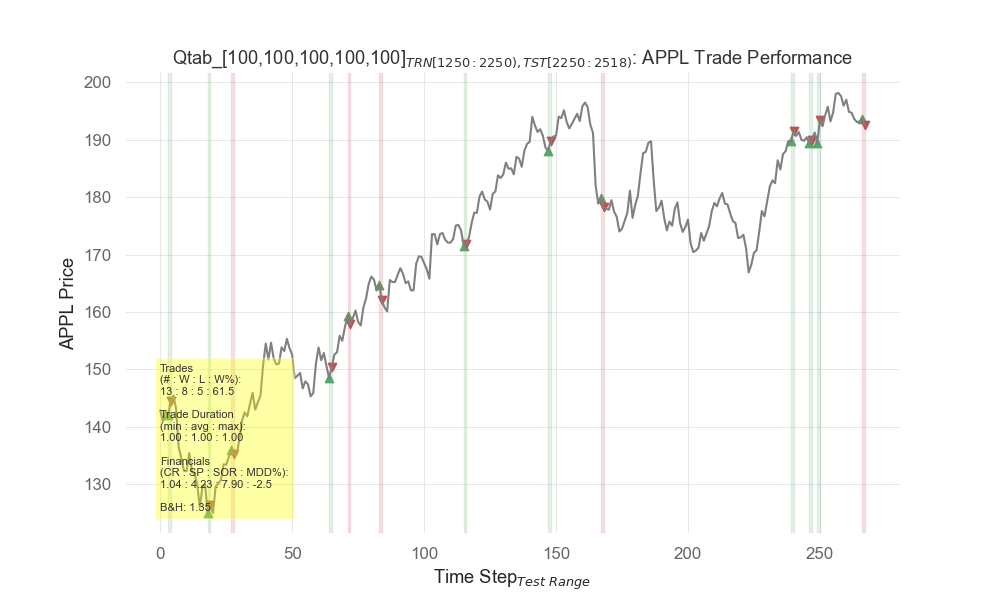 Qtab_[100,100,100,100,100]TRN[1250:2250),TST[2250:2518): APPL Trade Performance
200
190
180
170
160
150
140
130
APPL Price
Trades
(# : W : L : W%):
13 : 8 : 5 : 61.5
Trade Duration
(min : avg : max):
1.00 : 1.00 : 1.00
Financials
(CR : SP : SOR : MDD%):
1.04 : 4.23 : 7.90 : -2.5
B&H: 1.35
0 50 100 150 200 250
Time StepTest Range